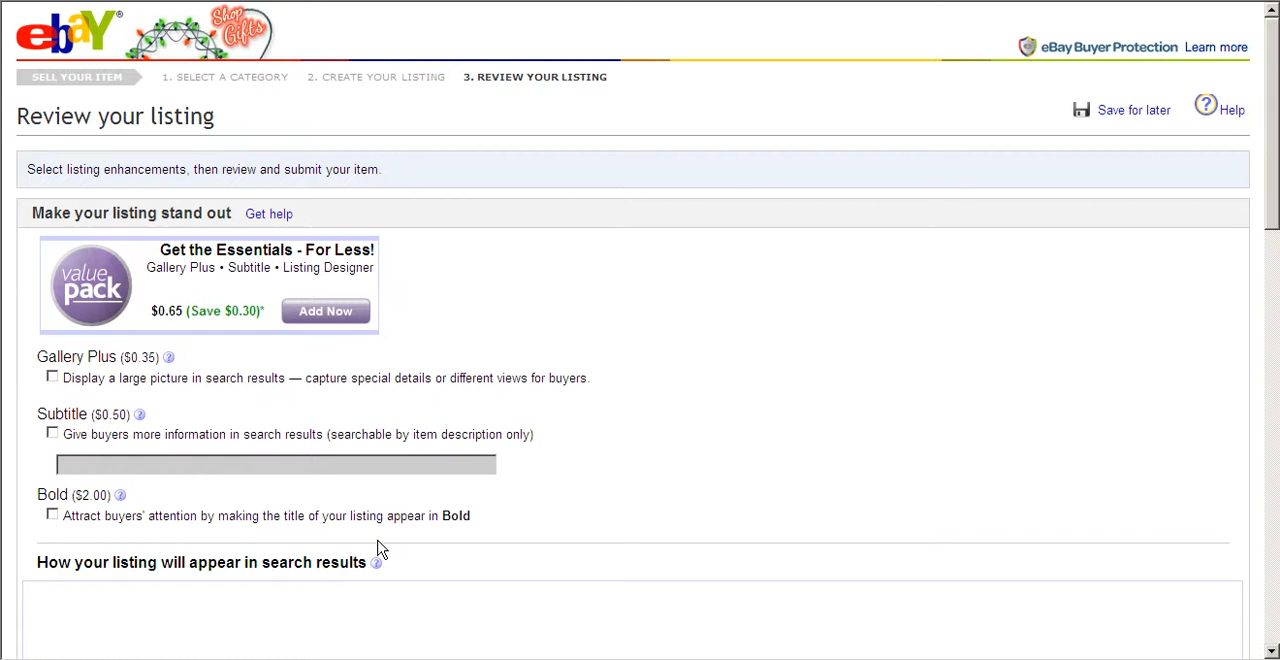 ebay®
Shop Gifts
eBay Buyer Protection Learn more
SELL YOUR ITEM 1. SELECT A CATEGORY 2. CREATE YOUR LISTING 3. REVIEW YOUR LISTING
Review your listing
Save for later ? Help
Select listing enhancements, then review and submit your item.
Make your listing stand out Get help
value pack
Get the Essentials - For Less!
Gallery Plus • Subtitle • Listing Designer
$0.65 (Save $0.30)* Add Now
Gallery Plus ($0.35) ?
Display a large picture in search results — capture special details or different views for buyers.
Subtitle ($0.50) ?
Give buyers more information in search results (searchable by item description only)
Bold ($2.00) ?
Attract buyers' attention by making the title of your listing appear in Bold
How your listing will appear in search results ?